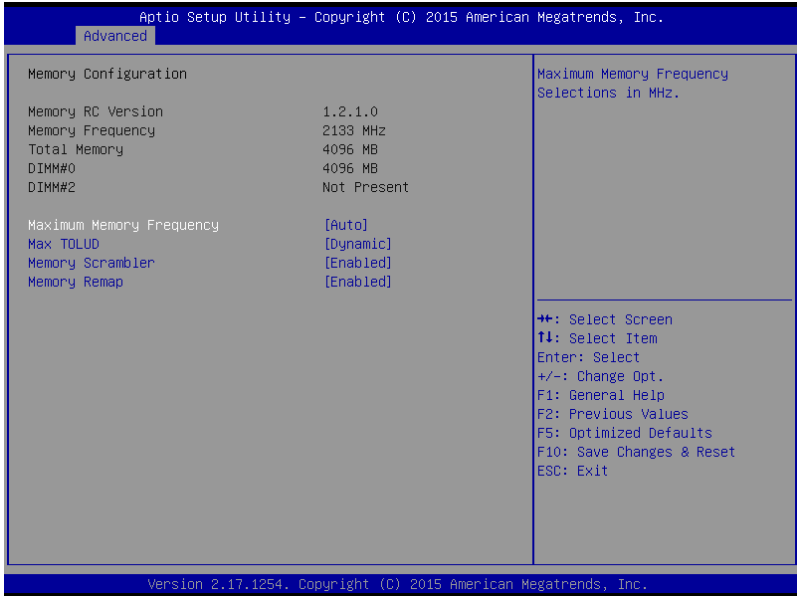 Aptio Setup Utility – Copyright (C) 2015 American Megatrends, Inc.
Advanced
Memory Configuration
Memory RC Version 1.2.1.0
Memory Frequency 2133 MHz
Total Memory 4096 MB
DIMM#0 4096 MB
DIMM#2 Not Present
Maximum Memory Frequency [Auto]
Max TOLUD [Dynamic]
Memory Scrambler [Enabled]
Memory Remap [Enabled]
Maximum Memory Frequency
Selections in MHz.
→←: Select Screen
↑↓: Select Item
Enter: Select
+/-: Change Opt.
F1: General Help
F2: Previous Values
F5: Optimized Defaults
F10: Save Changes & Reset
ESC: Exit
Version 2.17.1254. Copyright (C) 2015 American Megatrends, Inc.